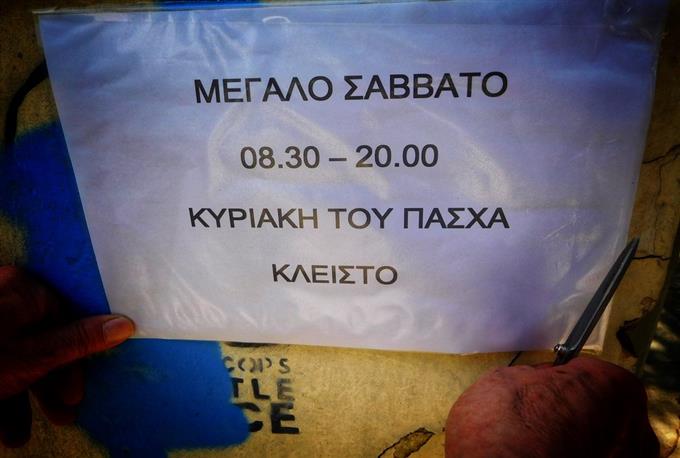 ΜΕΓΑΛΟ ΣΑΒΒΑΤΟ
08.30 – 20.00
ΚΥΡΙΑΚΗ ΤΟΥ ΠΑΣΧΑ
ΚΛΕΙΣΤΟ
COPS
TLE
CE